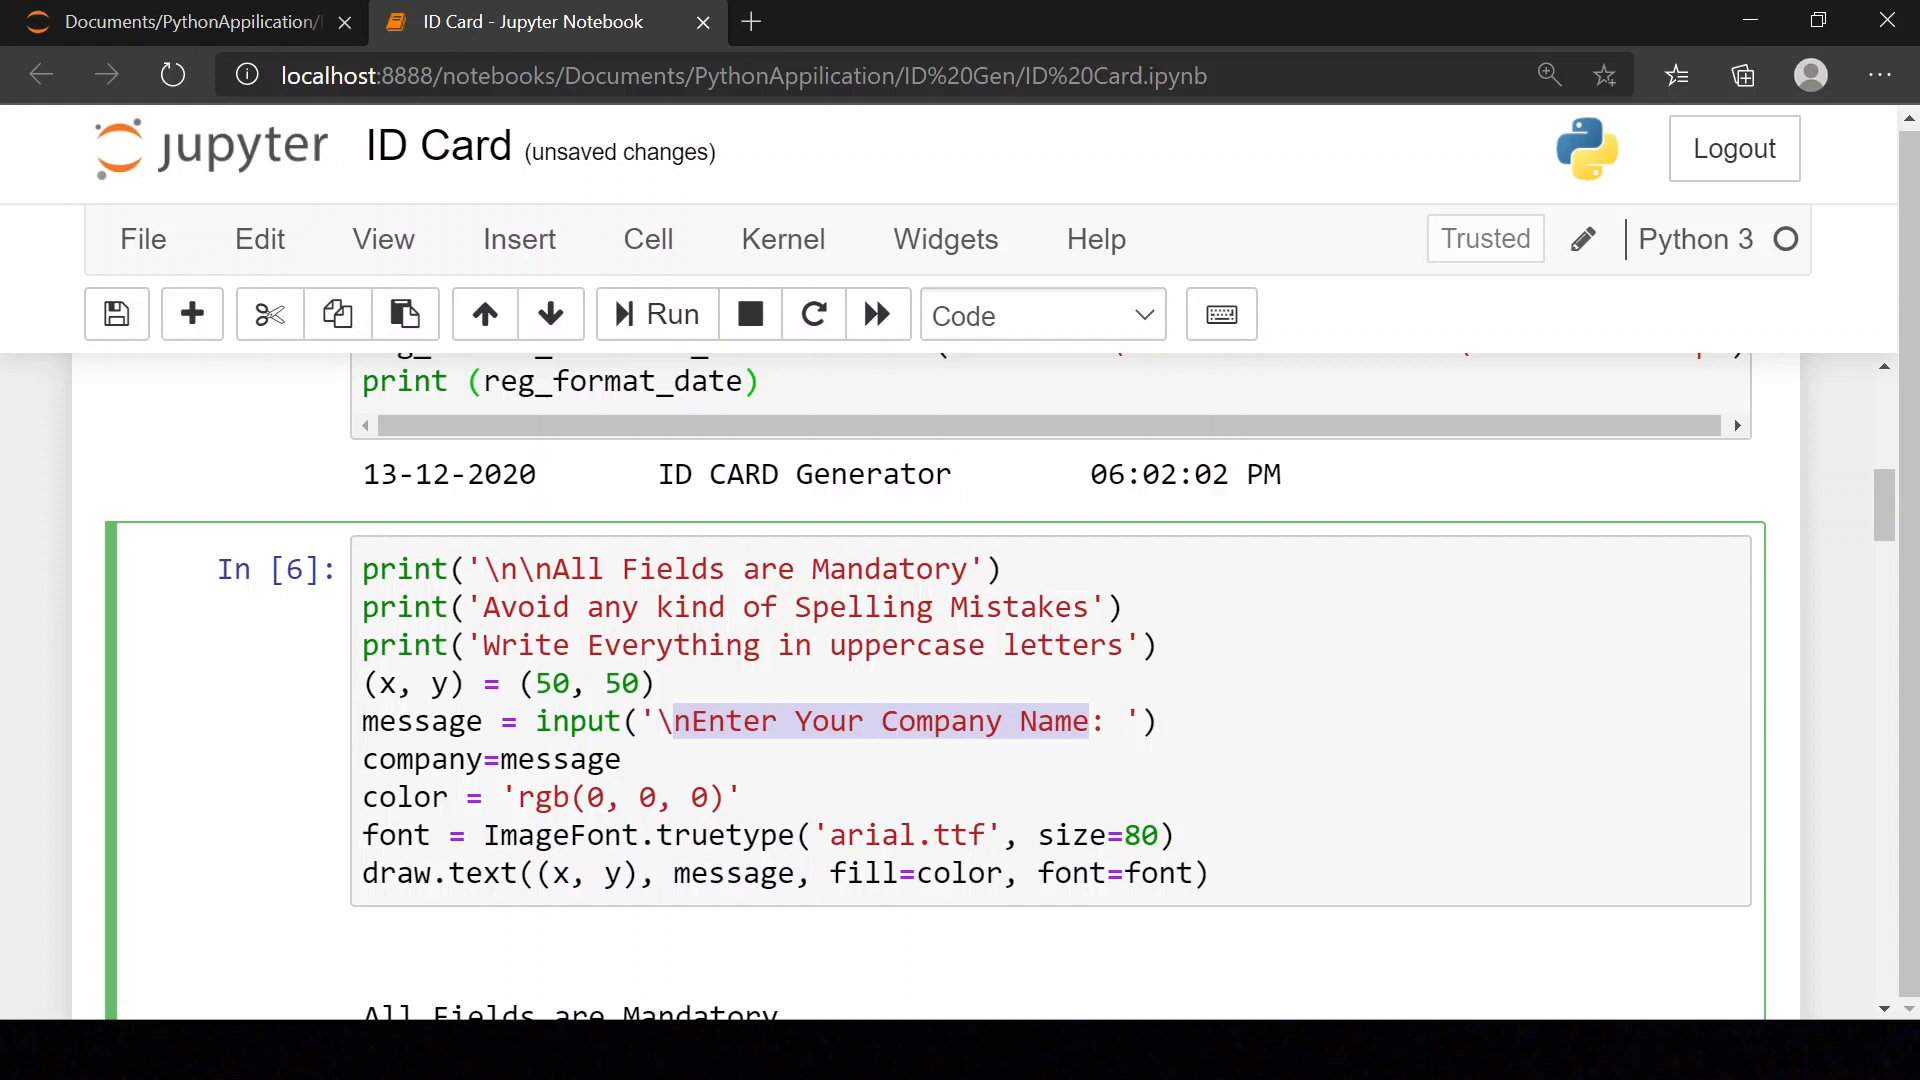 Documents/PythonAppilication/
ID Card - Jupyter Notebook
localhost:8888/notebooks/Documents/PythonAppilication/ID%20Gen/ID%20Card.ipynb
jupyter ID Card (unsaved changes)
Logout
File Edit View Insert Cell Kernel Widgets Help Trusted Python 3
Run Code
print (reg_format_date)
13-12-2020 ID CARD Generator 06:02:02 PM
In [6]: print('\n\nAll Fields are Mandatory')
print('Avoid any kind of Spelling Mistakes')
print('Write Everything in uppercase letters')
(x, y) = (50, 50)
message = input('\nEnter Your Company Name: ')
company=message
color = 'rgb(0, 0, 0)'
font = ImageFont.truetype('arial.ttf', size=80)
draw.text((x, y), message, fill=color, font=font)
All Fields are Mandatory